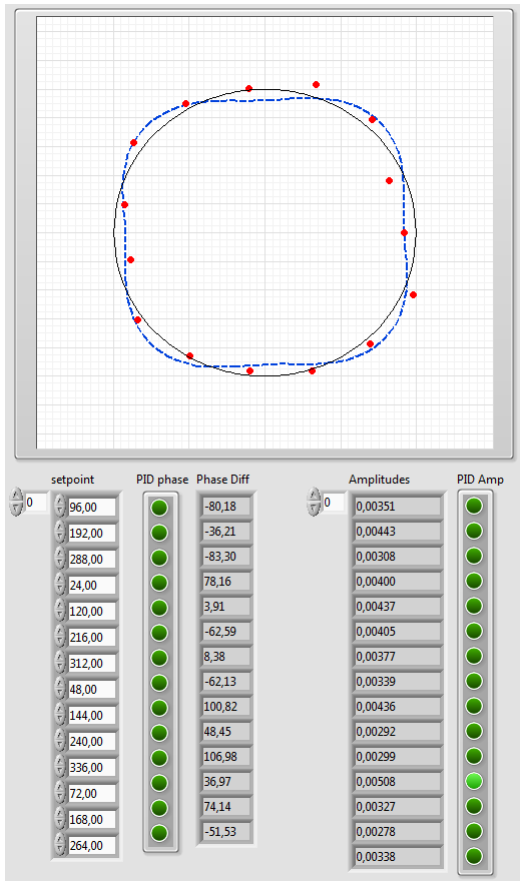 setpoint PID phase Phase Diff Amplitudes PID Amp
0 96,00 -80,18 0 0,00351
192,00 -36,21 0,00443
288,00 -83,30 0,00308
24,00 78,16 0,00400
120,00 3,91 0,00437
216,00 -62,59 0,00405
312,00 8,38 0,00377
48,00 -62,13 0,00339
144,00 100,82 0,00436
240,00 48,45 0,00292
336,00 106,98 0,00299
72,00 36,97 0,00508
168,00 74,14 0,00327
264,00 -51,53 0,00278
0,00338